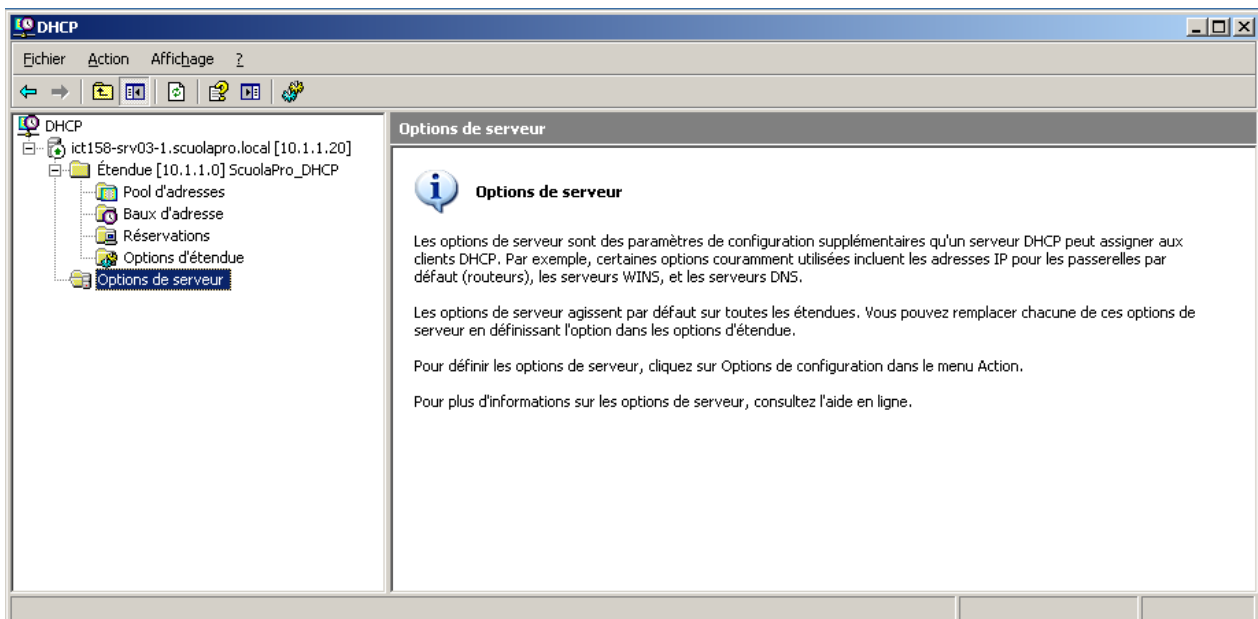 DHCP
Fichier Action Affichage ?
DHCP
ict158-srv03-1.scuolapro.local [10.1.1.20]
Étendue [10.1.1.0] ScuolaPro_DHCP
Pool d'adresses
Baux d'adresse
Réservations
Options d'étendue
Options de serveur
Options de serveur
Options de serveur
Les options de serveur sont des paramètres de configuration supplémentaires qu'un serveur DHCP peut assigner aux
clients DHCP. Par exemple, certaines options couramment utilisées incluent les adresses IP pour les passerelles par
défaut (routeurs), les serveurs WINS, et les serveurs DNS.
Les options de serveur agissent par défaut sur toutes les étendues. Vous pouvez remplacer chacune de ces options de
serveur en définissant l'option dans les options d'étendue.
Pour définir les options de serveur, cliquez sur Options de configuration dans le menu Action.
Pour plus d'informations sur les options de serveur, consultez l'aide en ligne.